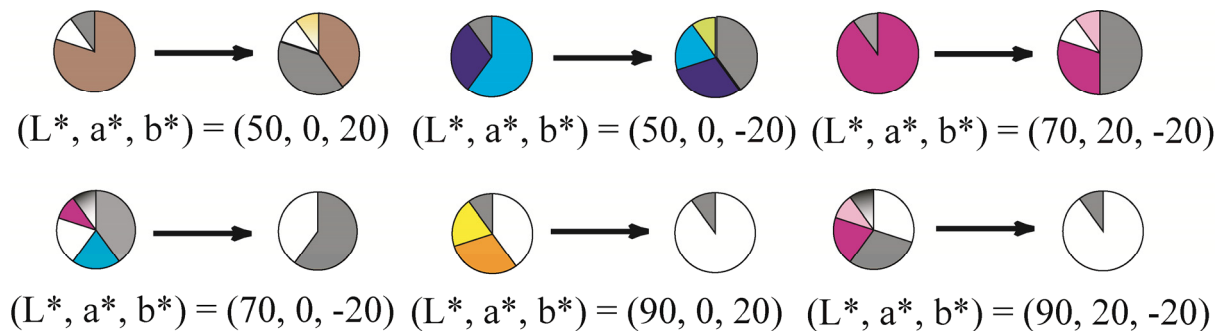 (L*, a*, b*) = (50, 0, 20) (L*, a*, b*) = (50, 0, -20) (L*, a*, b*) = (70, 20, -20)
(L*, a*, b*) = (70, 0, -20) (L*, a*, b*) = (90, 0, 20) (L*, a*, b*) = (90, 20, -20)